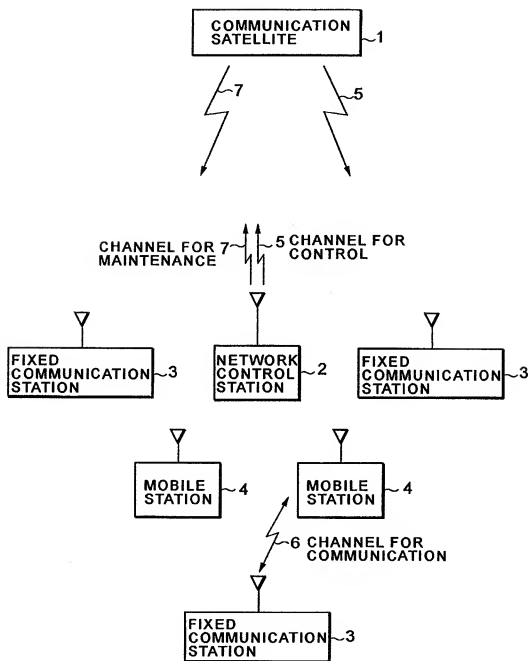 COMMUNICATION
SATELLITE
1
7
5
CHANNEL FOR
MAINTENANCE
7
5
CHANNEL FOR
CONTROL
FIXED
COMMUNICATION
STATION
3
NETWORK
CONTROL
STATION
2
FIXED
COMMUNICATION
STATION
3
MOBILE
STATION
4
MOBILE
STATION
4
6
CHANNEL FOR
COMMUNICATION
FIXED
COMMUNICATION
STATION
3